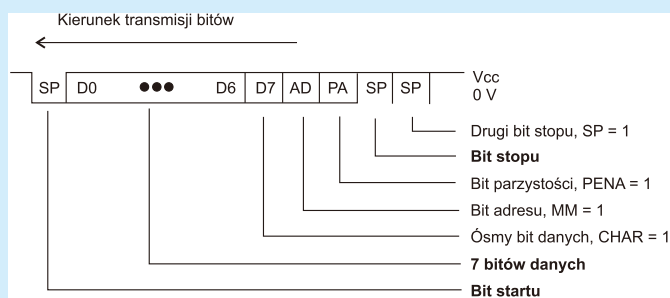 Kierunek transmisji bitów
SP D0 ●●● D6 D7 AD PA SP SP
Vcc
0 V
Drugi bit stopu, SP = 1
Bit stopu
Bit parzystości, PENA = 1
Bit adresu, MM = 1
Ósmy bit danych, CHAR = 1
7 bitów danych
Bit startu